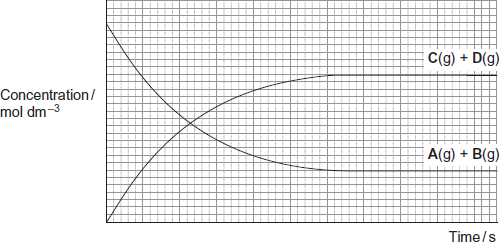 C(g) + D(g)
Concentration /
mol dm–3
A(g) + B(g)
Time / s